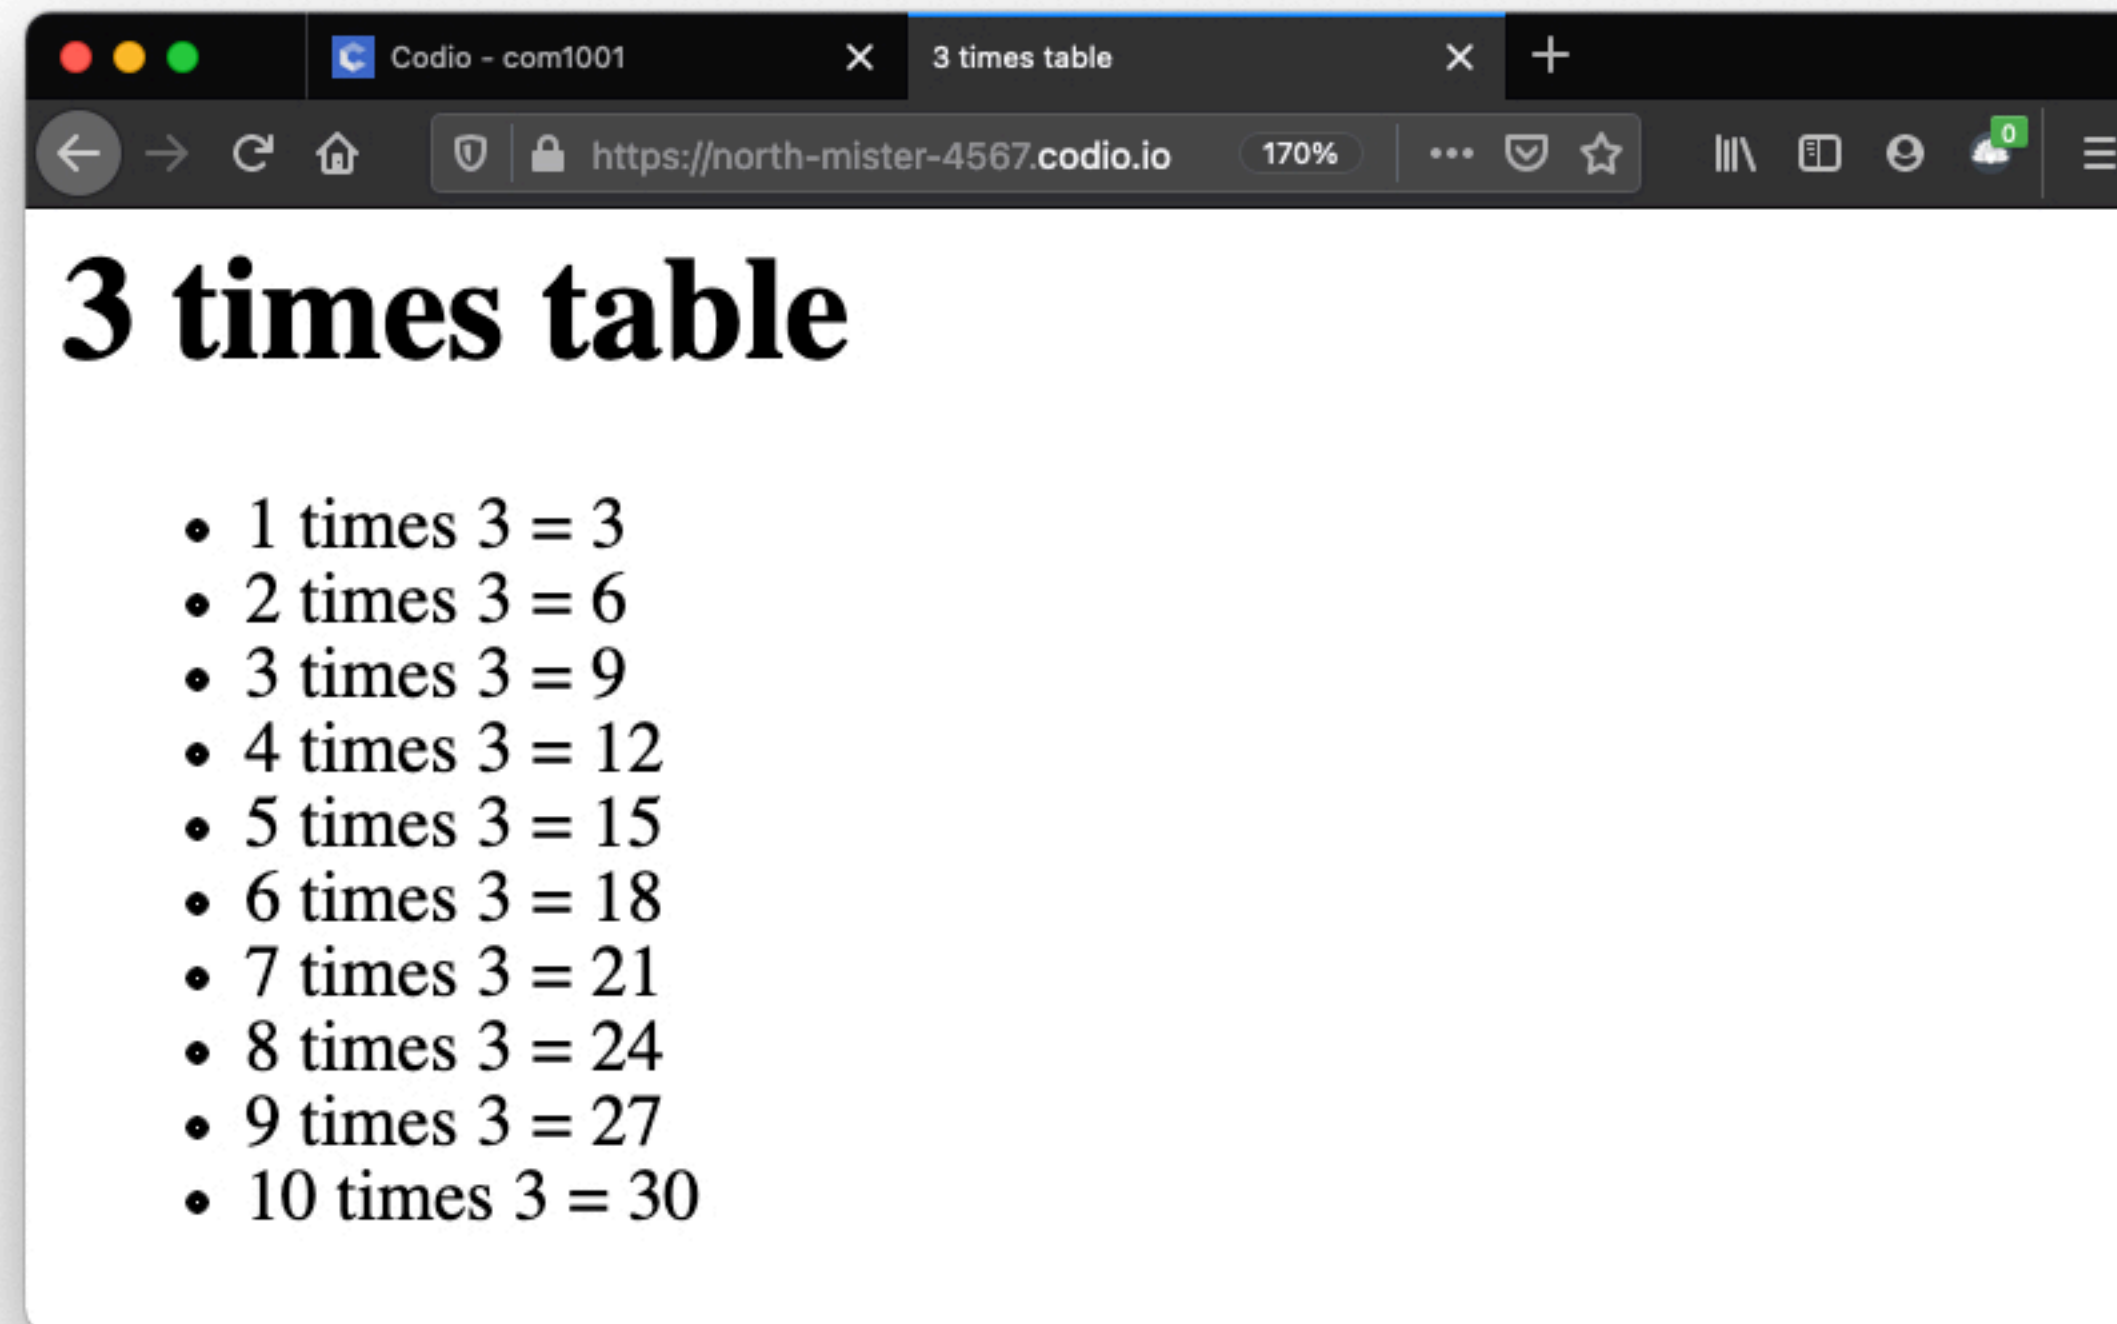 Codio - com1001
3 times table
https://north-mister-4567.codio.io 170%
0
3 times table
• 1 times 3 = 3
• 2 times 3 = 6
• 3 times 3 = 9
• 4 times 3 = 12
• 5 times 3 = 15
• 6 times 3 = 18
• 7 times 3 = 21
• 8 times 3 = 24
• 9 times 3 = 27
• 10 times 3 = 30